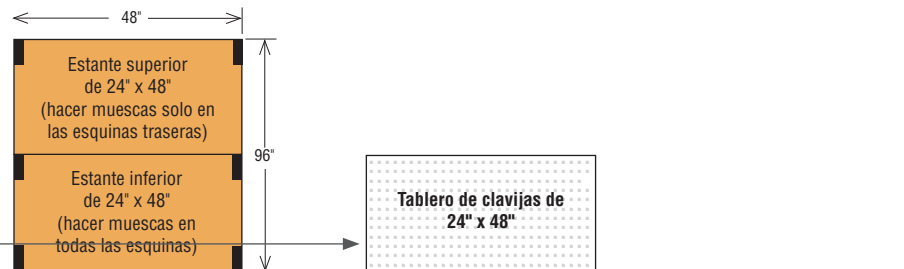 48"
Estante superior
de 24" x 48"
(hacer muescas solo en
las esquinas traseras)
96"
Estante inferior
de 24" x 48"
(hacer muescas en
todas las esquinas)
Tablero de clavijas de
24" x 48"